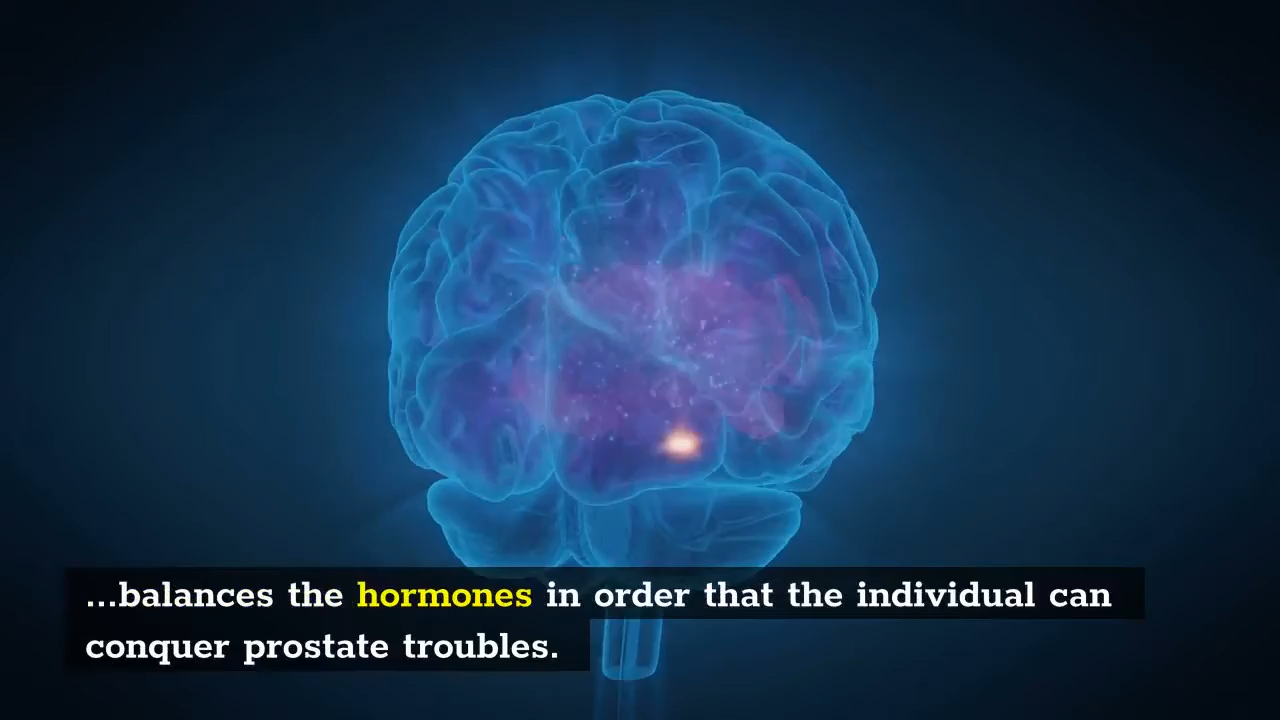 ...balances the hormones in order that the individual can
conquer prostate troubles.